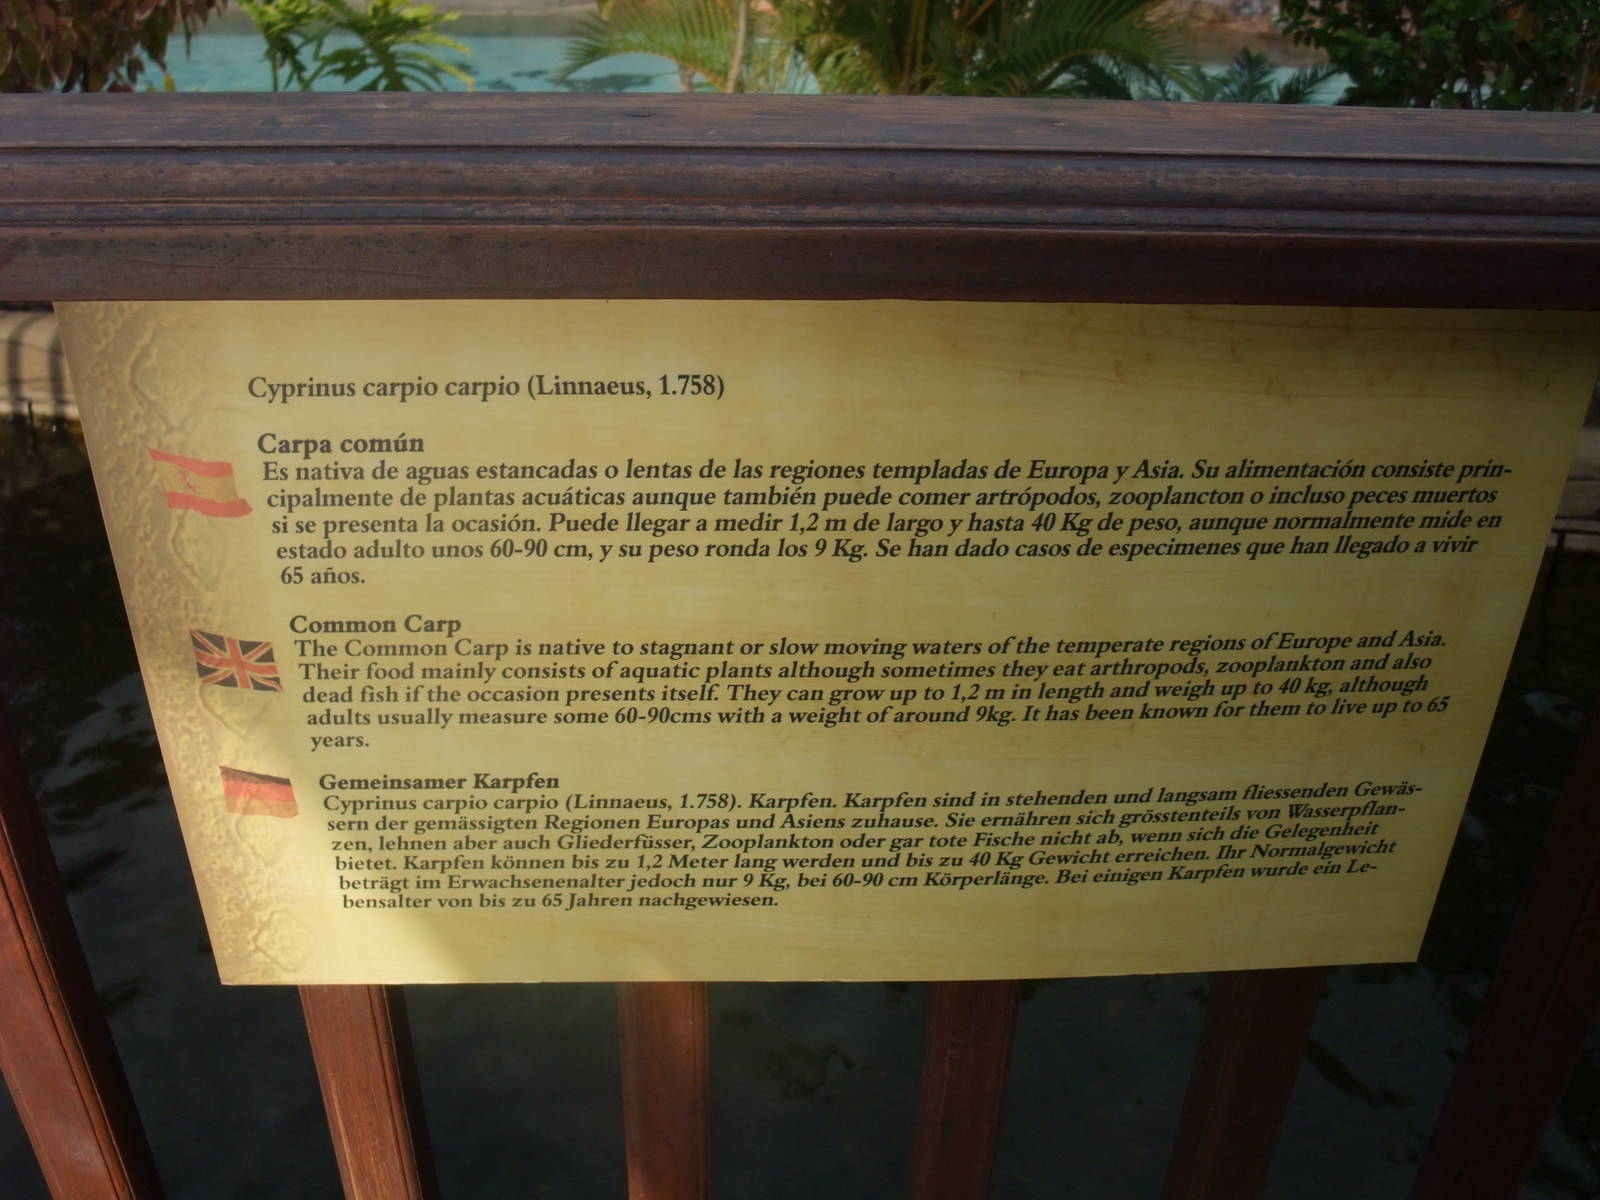 Cyprinus carpio carpio (Linnaeus, 1.758)
Carpa común
Es nativa de aguas estancadas o lentas de las regiones templadas de Europa y Asia. Su alimentación consiste prin-
cipalmente de plantas acuáticas aunque también puede comer artrópodos, zooplancton o incluso peces muertos
si se presenta la ocasión. Puede llegar a medir 1,2 m de largo y hasta 40 Kg de peso, aunque normalmente mide en
estado adulto unos 60-90 cm, y su peso ronda los 9 Kg. Se han dado casos de especimenes que han llegado a vivir
65 años.
Common Carp
The Common Carp is native to stagnant or slow moving waters of the temperate regions of Europe and Asia.
Their food mainly consists of aquatic plants although sometimes they eat arthropods, zooplankton and also
dead fish if the occasion presents itself. They can grow up to 1,2 m in length and weigh up to 40 kg, although
adults usually measure some 60-90cms with a weight of around 9kg. It has been known for them to live up to 65
years.
Gemeinsamer Karpfen
Cyprinus carpio carpio (Linnaeus, 1.758). Karpfen. Karpfen sind in stehenden und langsam fliessenden Gewäs-
sern der gemässigten Regionen Europas und Asiens zuhause. Sie ernähren sich grösstenteils von Wasserpflan-
zen, lehnen aber auch Gliederfüsser, Zooplankton oder gar tote Fische nicht ab, wenn sich die Gelegenheit
bietet. Karpfen können bis zu 1,2 Meter lang werden und bis zu 40 Kg Gewicht erreichen. Ihr Normalgewicht
beträgt im Erwachsenenalter jedoch nur 9 Kg, bei 60-90 cm Körperlänge. Bei einigen Karpfen wurde ein Le-
bensalter von bis zu 65 Jahren nachgewiesen.